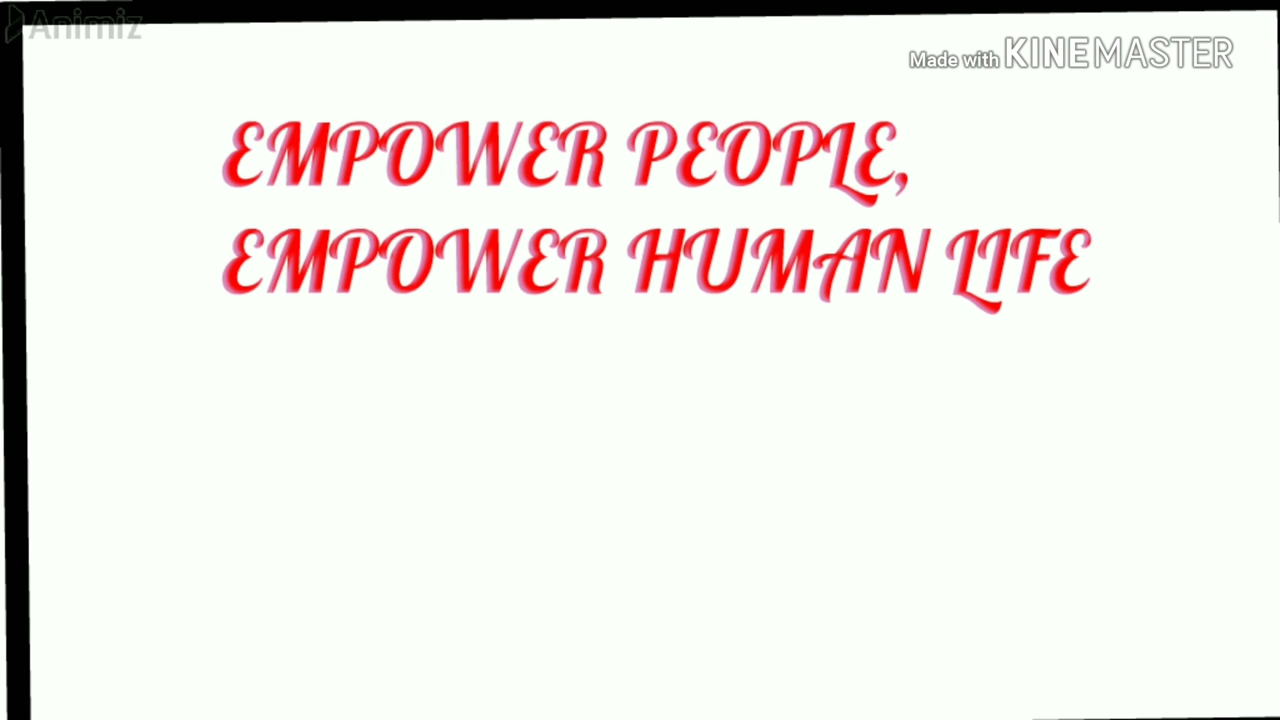 Animiz
Made with KINEMASTER
EMPOWER PEOPLE,
EMPOWER HUMAN LIFE